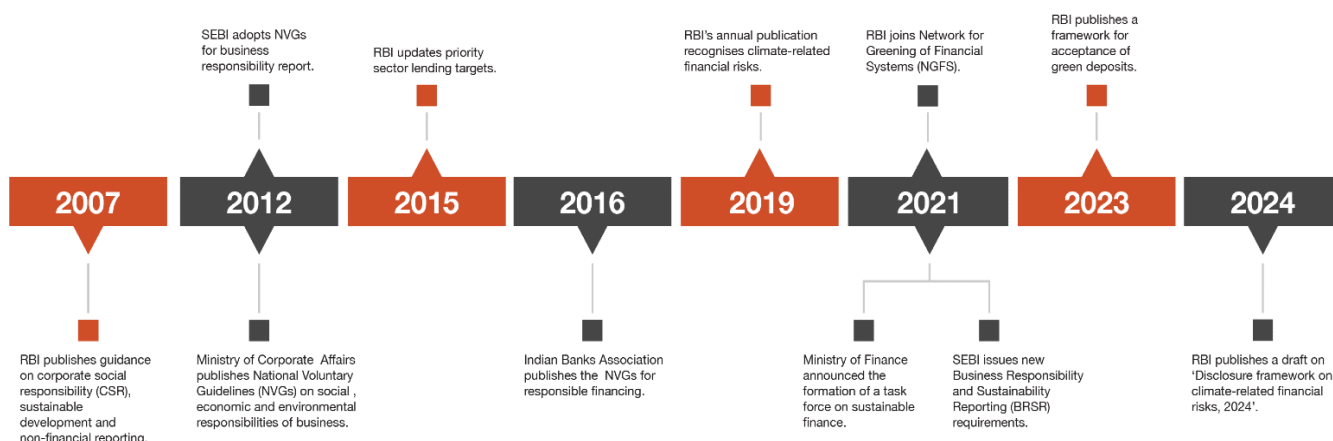 SEBI adopts NVGs
for business
responsibility report.
RBI updates priority
sector lending targets.
RBI's annual publication
recognises climate-related
financial risks.
RBI joins Network for
Greening of Financial
Systems (NGFS).
RBI publishes a
framework for
acceptance of
green deposits.
2007
2012
2015
2016
2019
2021
2023
2024
RBI publishes guidance
on corporate social
responsibility (CSR),
sustainable
development and
non-financial reporting.
Ministry of Corporate Affairs
publishes National Voluntary
Guidelines (NVGs) on social ,
economic and environmental
responsibilities of business.
Indian Banks Association
publishes the NVGs for
responsible financing.
Ministry of Finance
announced the
formation of a task
force on sustainable
finance.
SEBI issues new
Business Responsibility
and Sustainability
Reporting (BRSR)
requirements.
RBI publishes a draft on
'Disclosure framework on
climate-related financial
risks, 2024'.